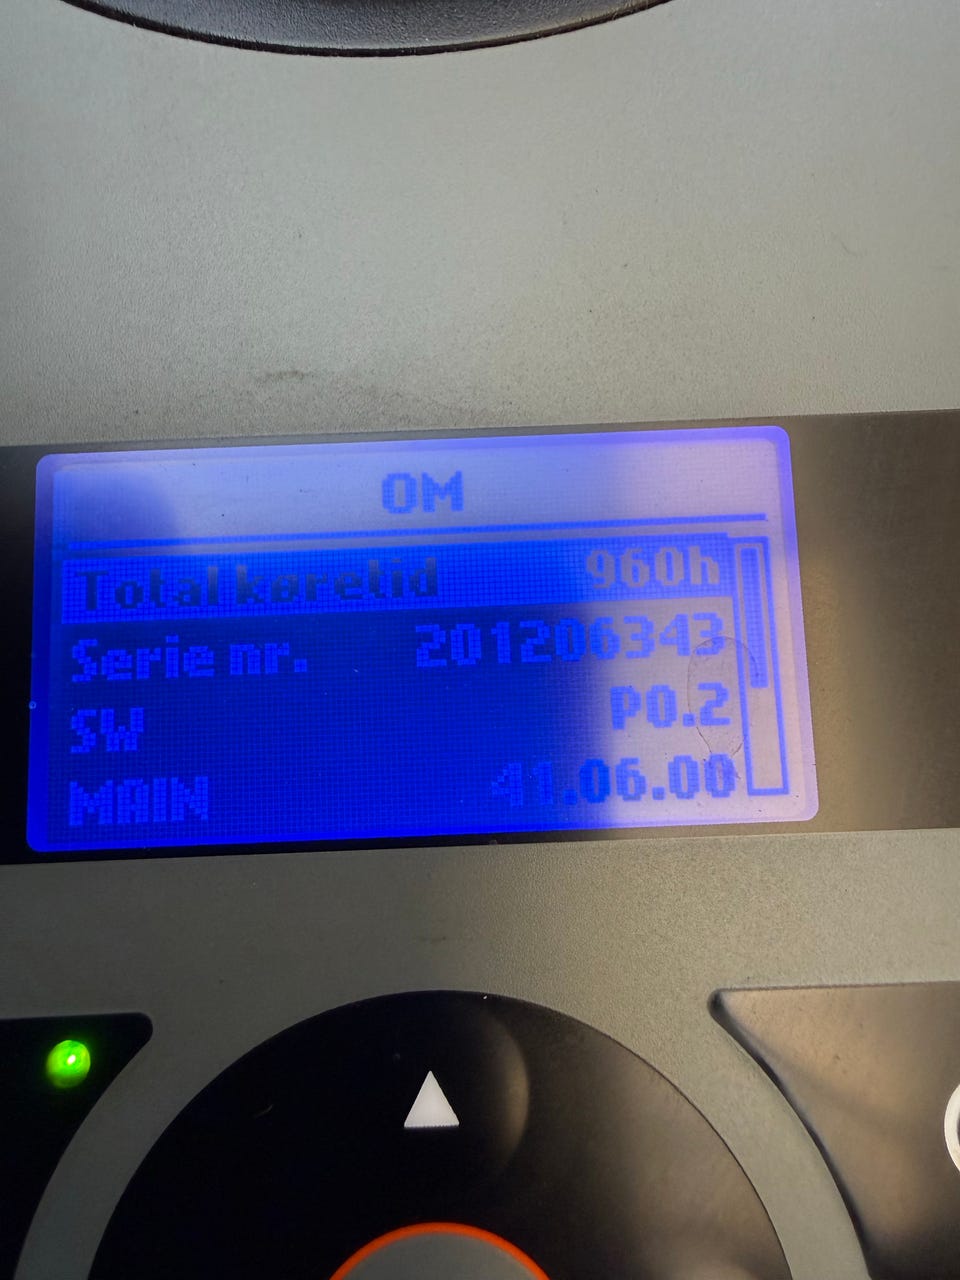 OM
Total køretid 960h
Serie nr. 201206343
SW P0.2
MAIN 41.06.00